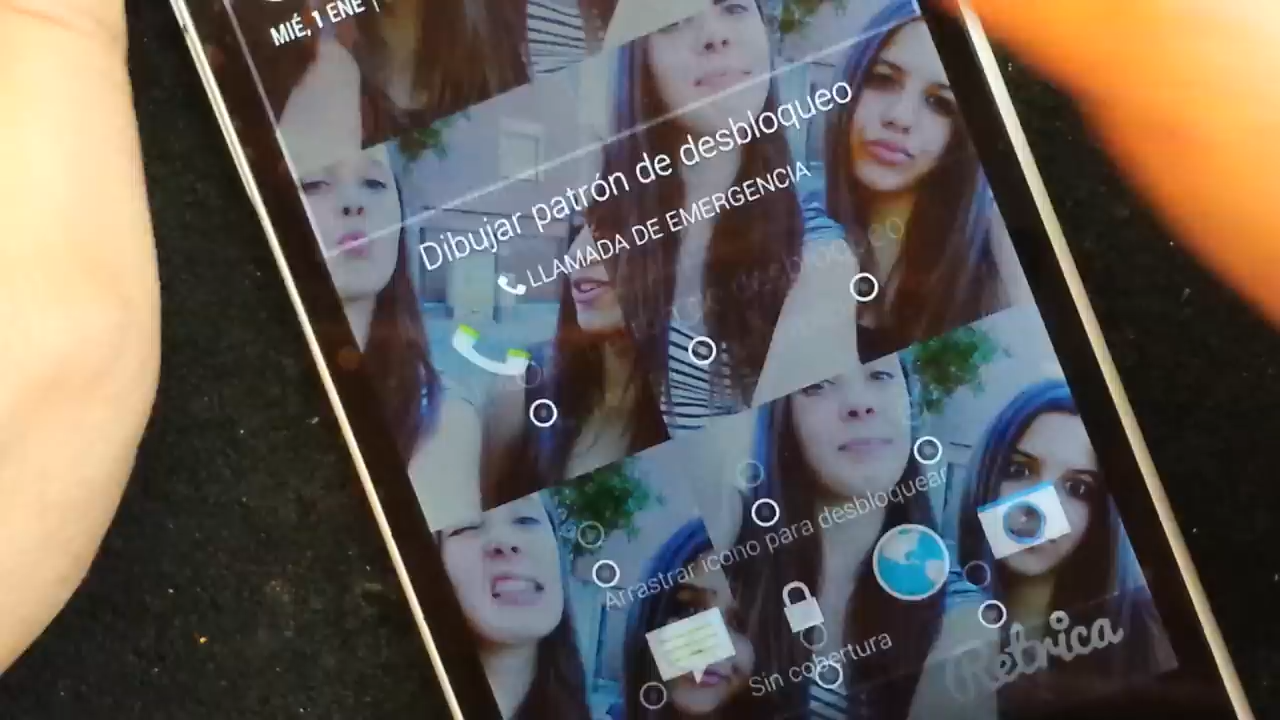 MIÉ, 1 ENE
Dibujar patrón de desbloqueo
LLAMADA DE EMERGENCIA
Arrastrar icono para desbloquear
Sin cobertura
Retrica